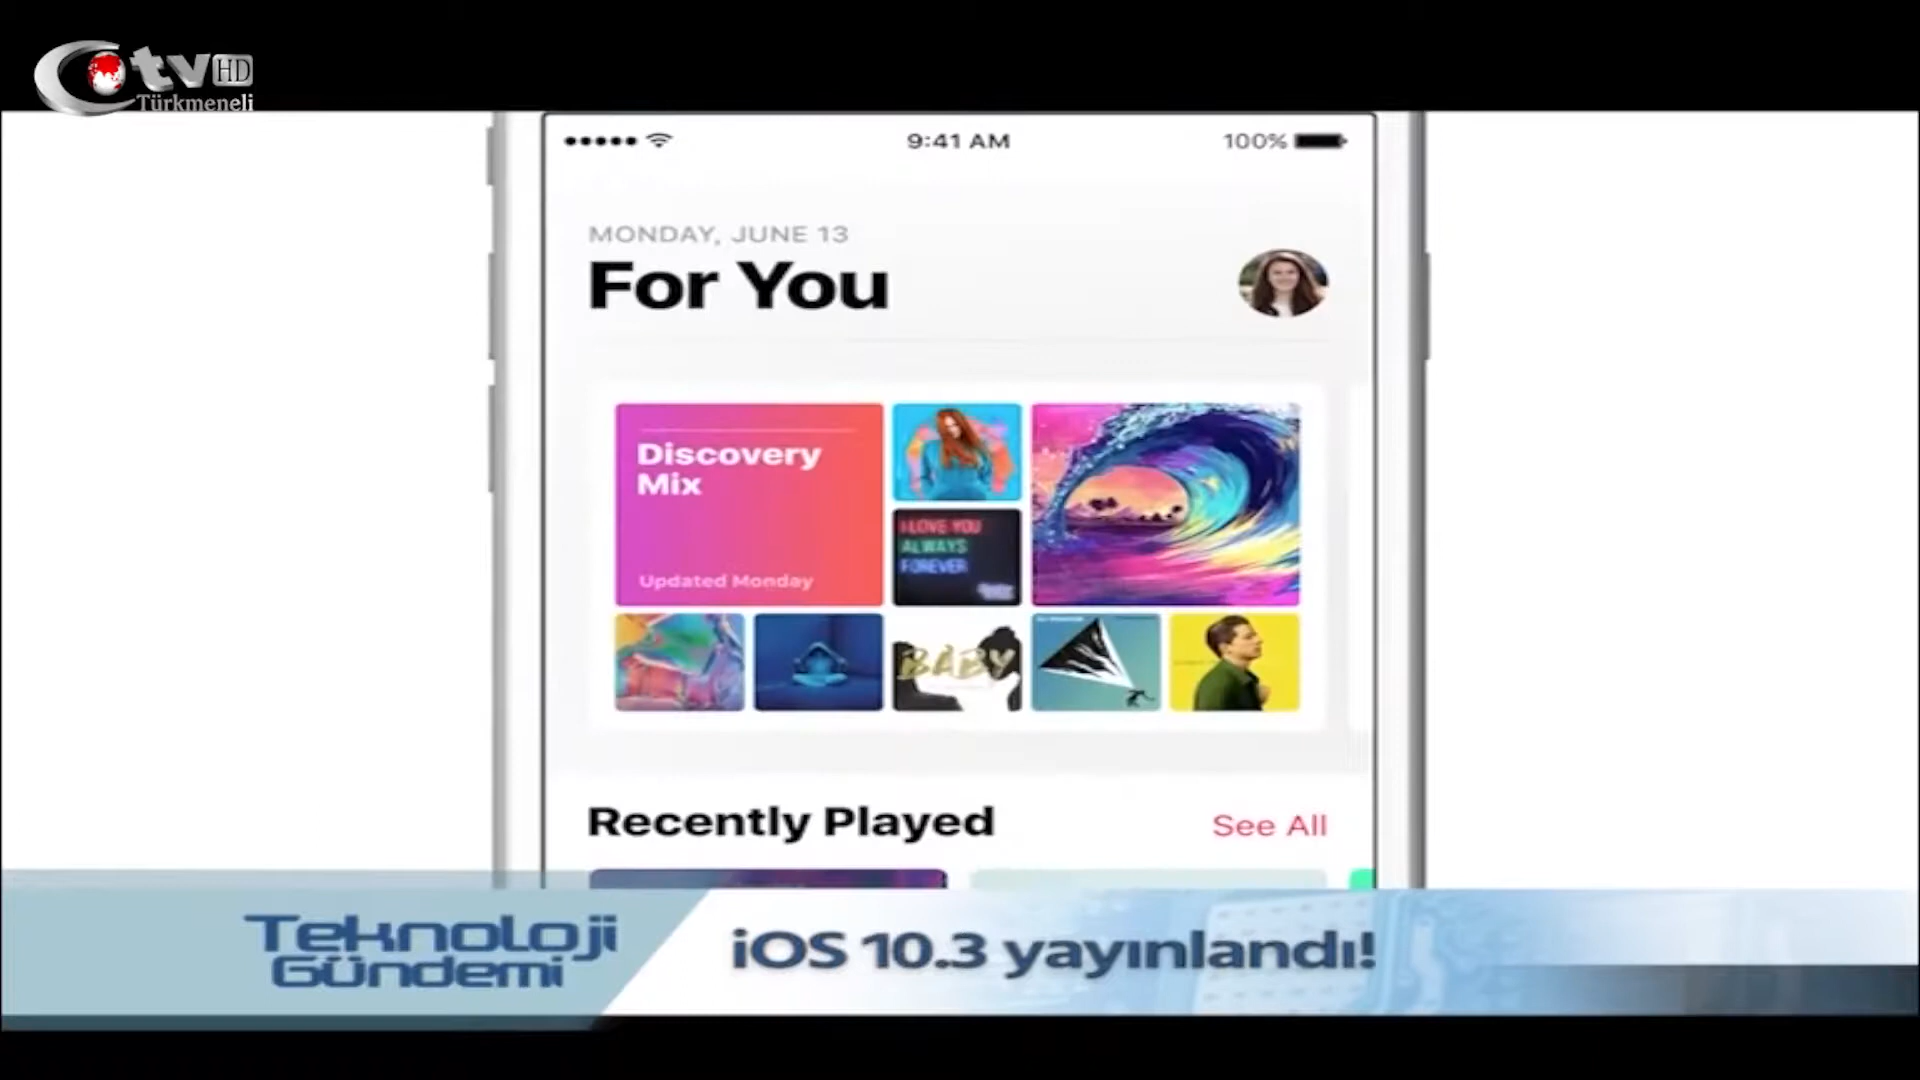 tv HD
Türkmeneli
9:41 AM
100%
MONDAY, JUNE 13
For You
Discovery
Mix
Updated Monday
I LOVE YOU
ALWAYS
FOREVER
BABY
Recently Played
See All
Teknoloji
Gündemi
iOS 10.3 yayınlandı!